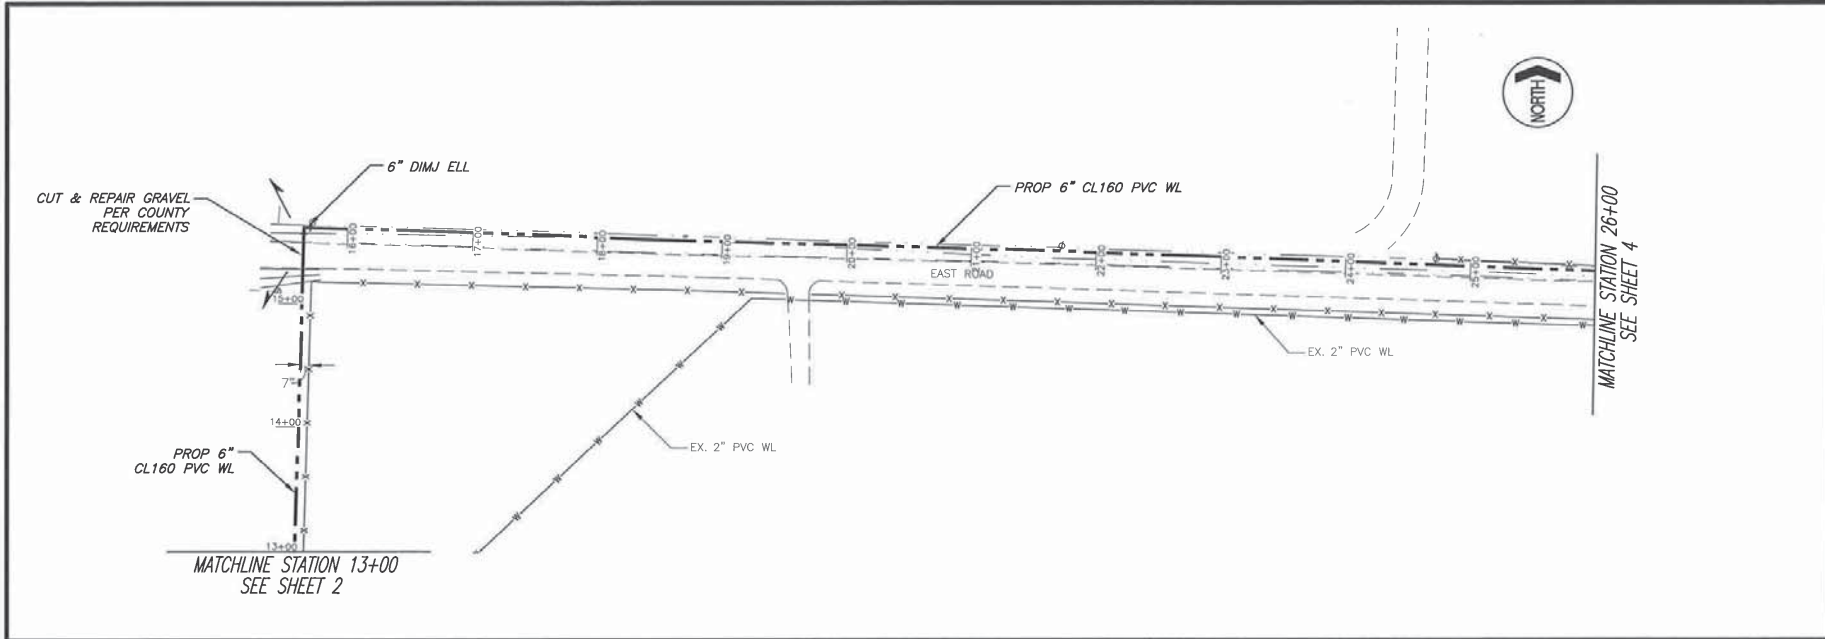 NORTH
6" DIMJ ELL
CUT & REPAIR GRAVEL
PER COUNTY
REQUIREMENTS
PROP 6" CL160 PVC WL
16+00
17+00
18+00
19+00
20+00
22+00
23+00
24+00
25+00
EAST ROAD
MATCHLINE STATION 26+00
SEE SHEET 4
15+00
EX. 2" PVC WL
7"
14+00
EX. 2" PVC WL
PROP 6"
CL160 PVC WL
13+00
MATCHLINE STATION 13+00
SEE SHEET 2